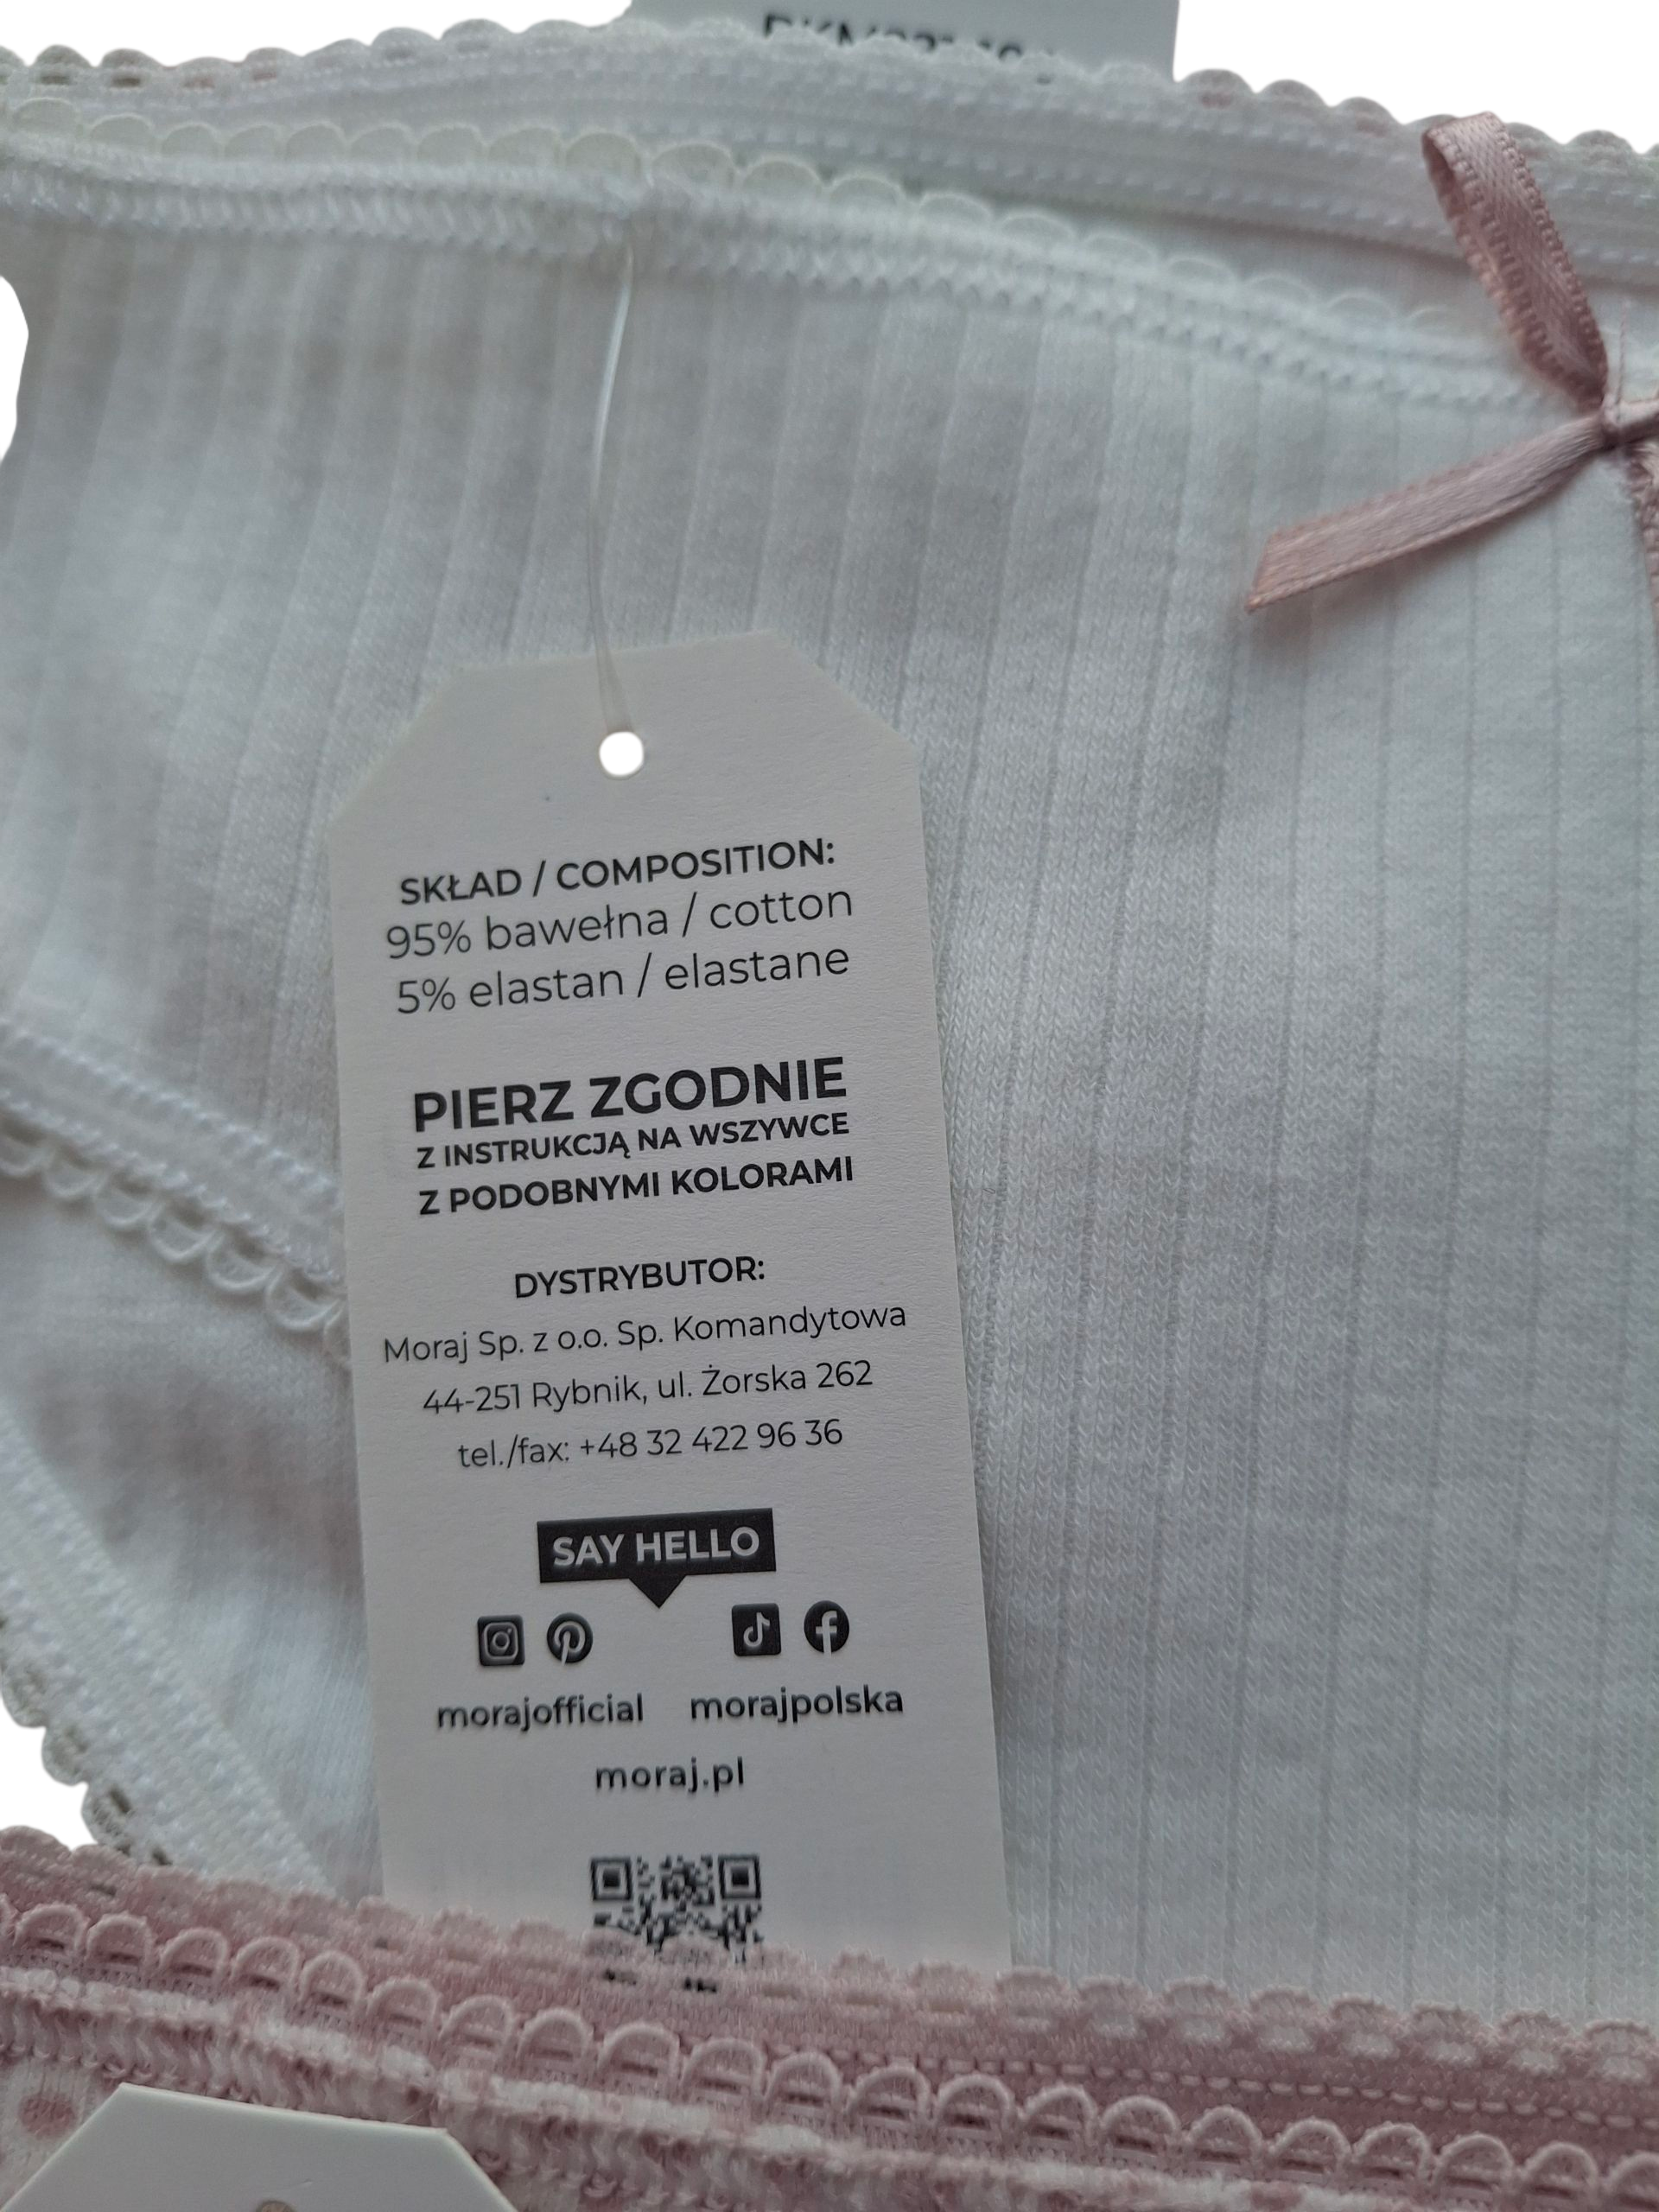 SKŁAD / COMPOSITION:
95% bawełna / cotton
5% elastan / elastane
PIERZ ZGODNIE
Z INSTRUKCJĄ NA WSZYWCE
Z PODOBNYMI KOLORAMI
DYSTRYBUTOR:
Moraj Sp. z o.o. Sp. Komandytowa
44-251 Rybnik, ul. Żorska 262
tel./fax: +48 32 422 96 36
SAY HELLO
morajofficial morajpolska
moraj.pl